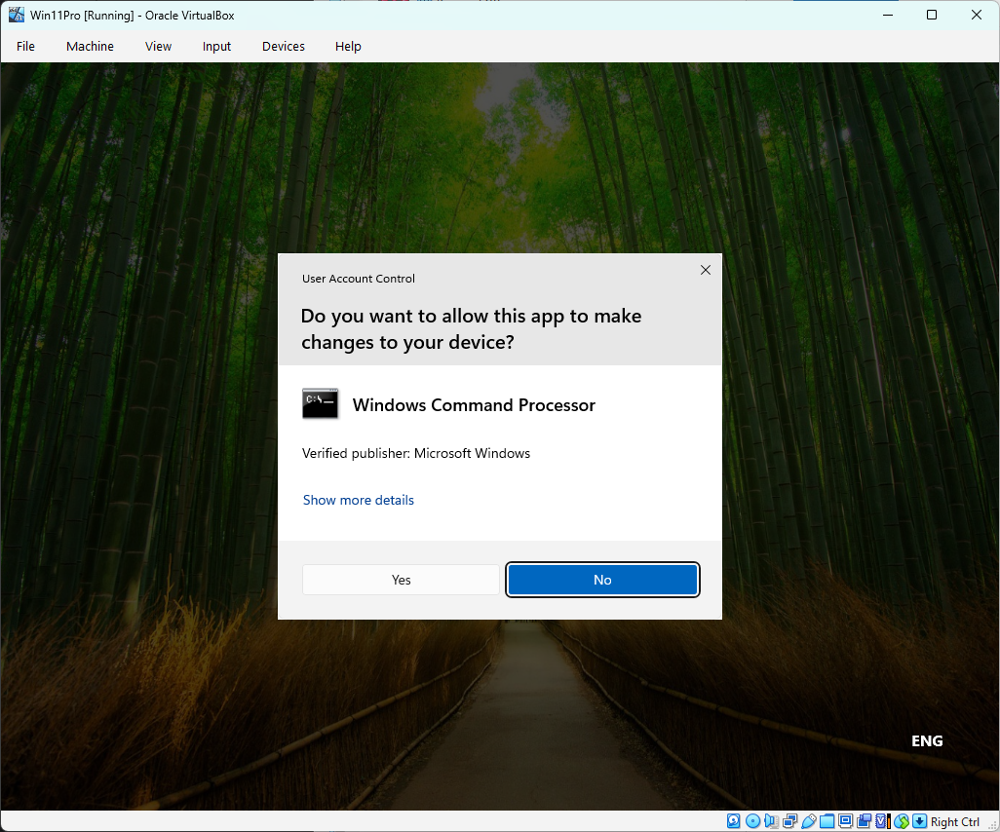 Win11Pro [Running] - Oracle VirtualBox
File Machine View Input Devices Help
User Account Control
Do you want to allow this app to make
changes to your device?
C:\
Windows Command Processor
Verified publisher: Microsoft Windows
Show more details
Yes No
ENG
Right Ctrl